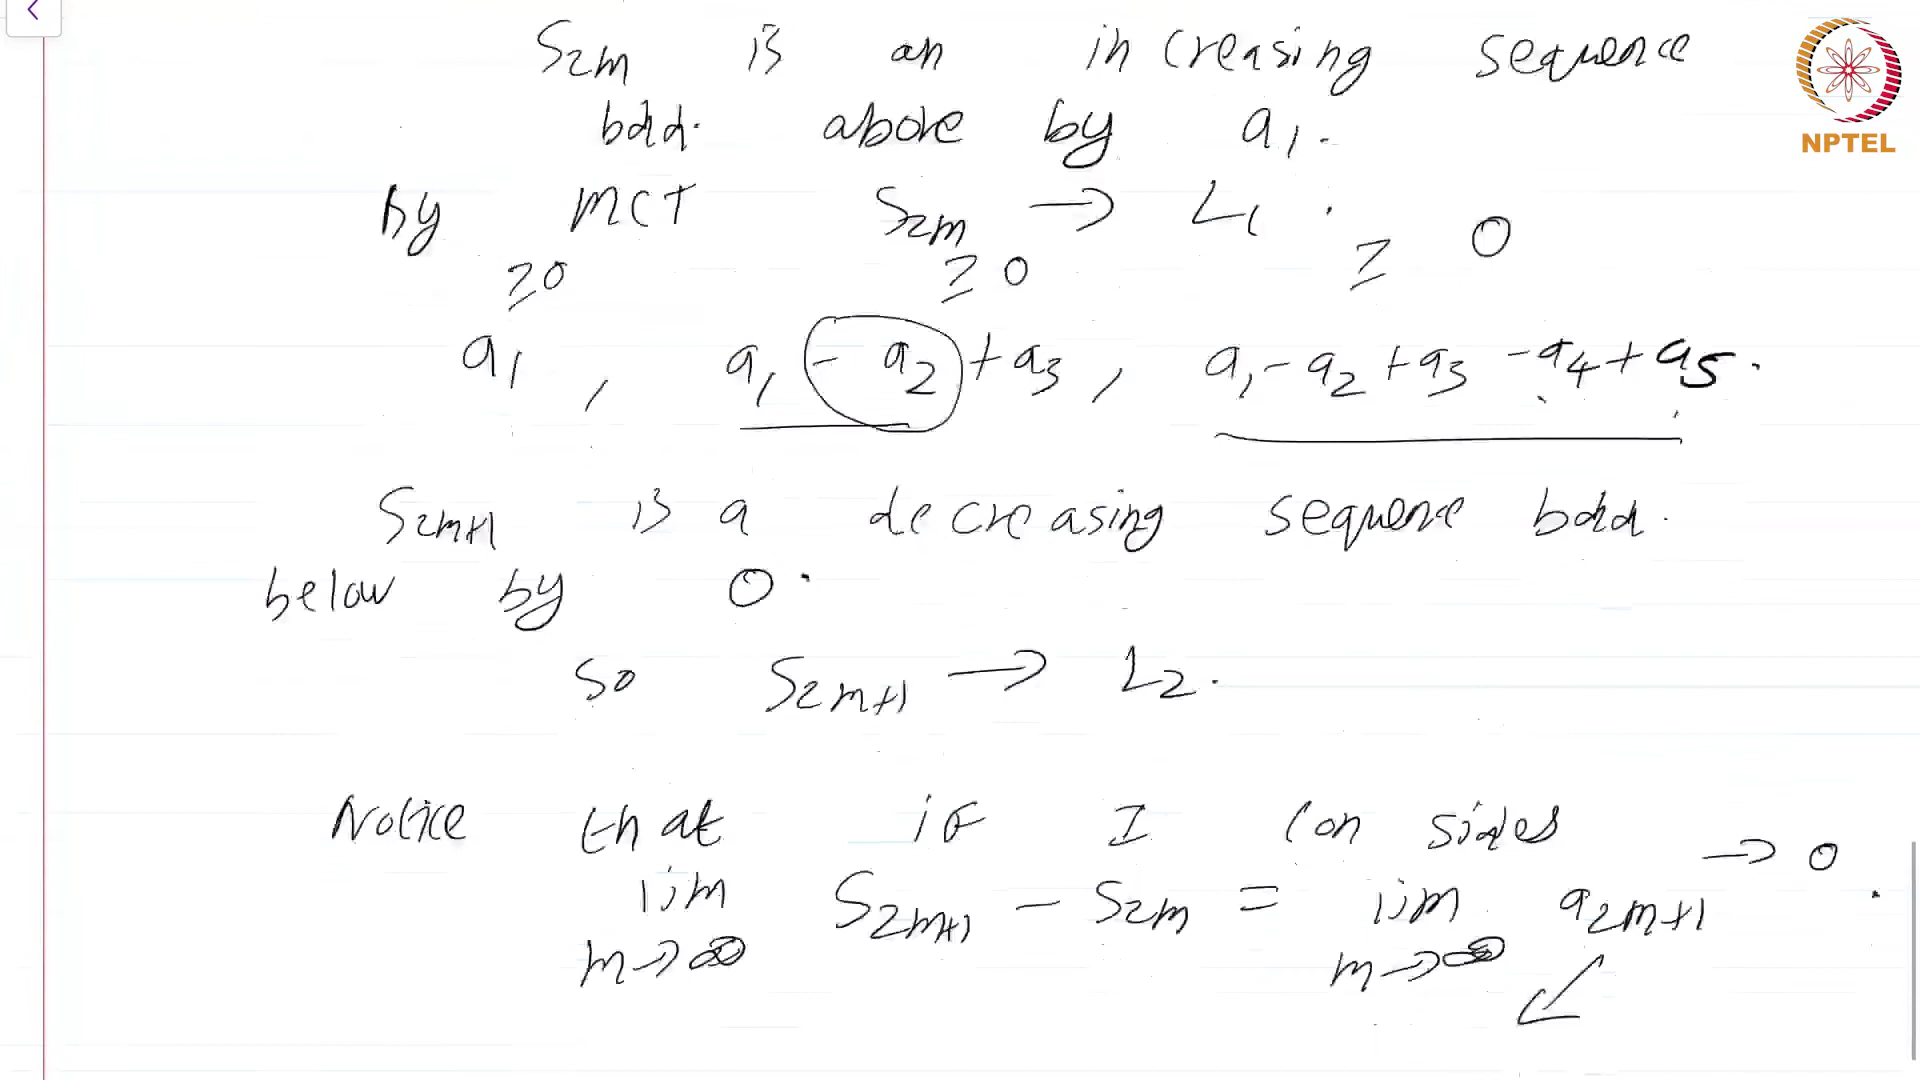 S2m is an increasing sequence
NPTEL
bdd. above by a1.
By MCT S2m → L1.
≥0 ≥0 ≥ 0
a1, a1 - a2 + a3, a1 - a2 + a3 - a4 + a5.
S2m+1 is a decreasing sequence bdd.
below by 0.
So S2m+1 → L2.
Notice that if I consider
lim m→∞ S2m+1 - S2m = lim m→∞ a2m+1 → 0.